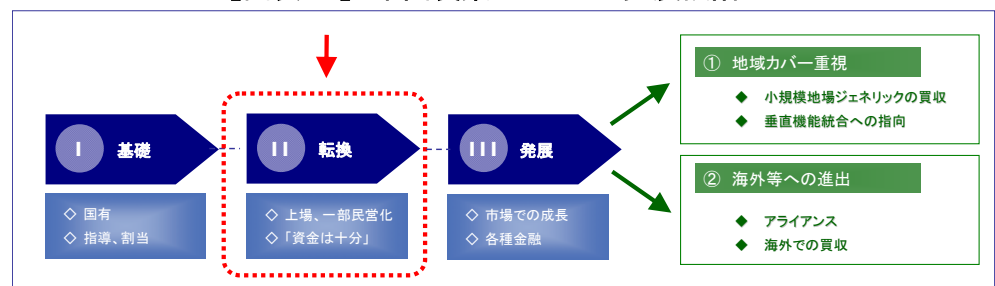 ① 地域カバー重視
◆ 小規模地場ジェネリックの買収
◆ 垂直機能統合への指向
I 基礎
II 転換
III 発展
◇ 国有
◇ 指導、割当
◇ 上場、一部民営化
◇ 「資金は十分」
◇ 市場での成長
◇ 各種金融
② 海外等への進出
◆ アライアンス
◆ 海外での買収